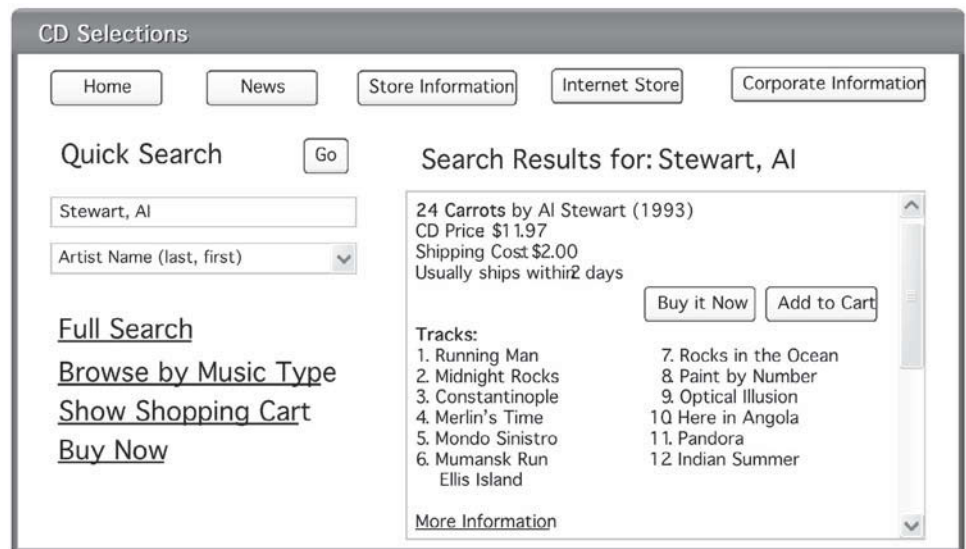 CD Selections
Home News Store Information Internet Store Corporate Information
Quick Search Go
Stewart, Al
Artist Name (last, first)
Full Search
Browse by Music Type
Show Shopping Cart
Buy Now
Search Results for: Stewart, Al
24 Carrots by Al Stewart (1993)
CD Price $11.97
Shipping Cost $2.00
Usually ships within 2 days
Buy it Now Add to Cart
Tracks:
1. Running Man
2. Midnight Rocks
3. Constantinople
4. Merlin's Time
5. Mondo Sinistro
6. Mumansk Run
Ellis Island
7. Rocks in the Ocean
8. Paint by Number
9. Optical Illusion
10. Here in Angola
11. Pandora
12. Indian Summer
More Information